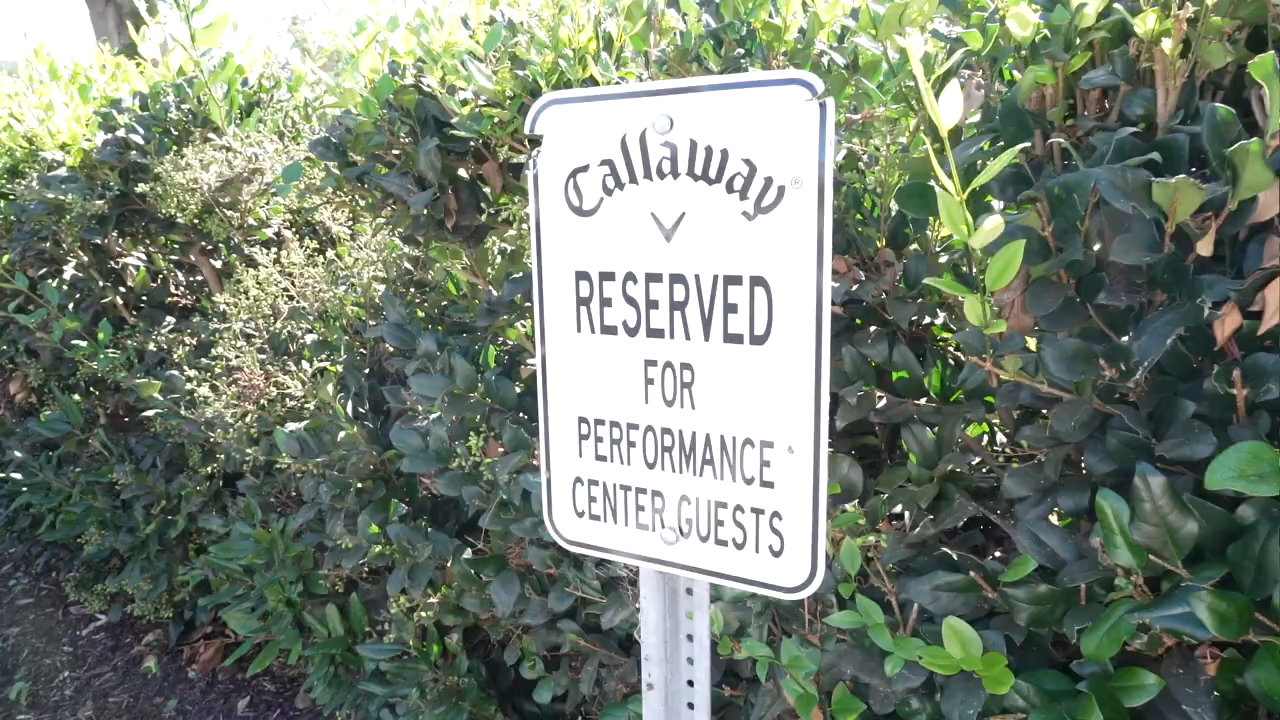 Callaway®
RESERVED
FOR
PERFORMANCE
CENTER GUESTS